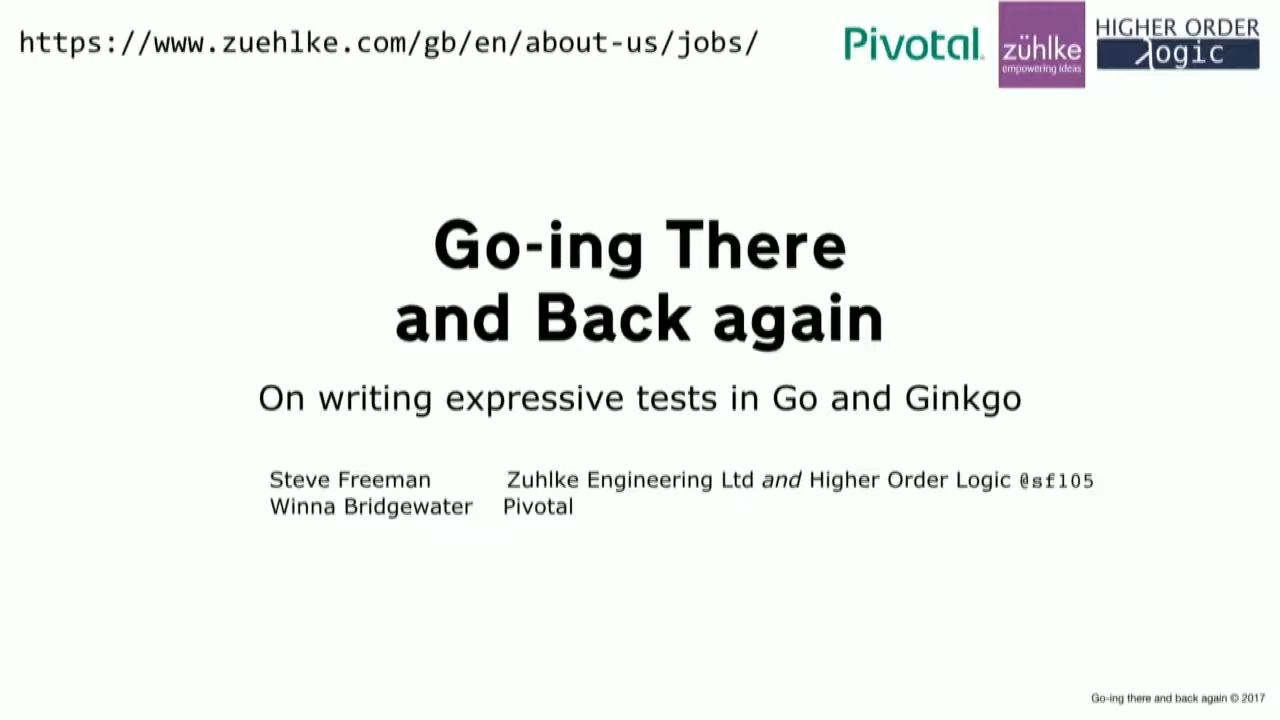 https://www.zuehlke.com/gb/en/about-us/jobs/
Pivotal.
zühlke
empowering ideas
HIGHER ORDER
λogic
Go-ing There
and Back again
On writing expressive tests in Go and Ginkgo
Steve Freeman Zuhlke Engineering Ltd and Higher Order Logic @sf105
Winna Bridgewater Pivotal
Go-ing there and back again © 2017